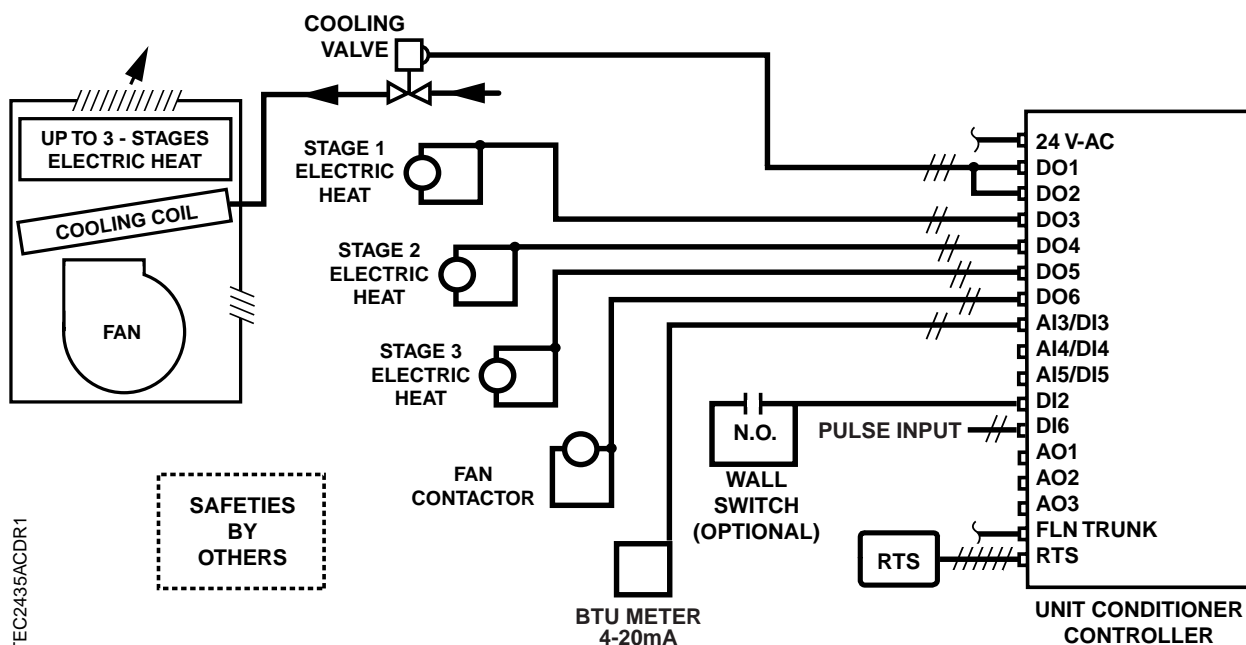 COOLING
VALVE
UP TO 3 - STAGES
ELECTRIC HEAT
COOLING COIL
FAN
STAGE 1
ELECTRIC
HEAT
STAGE 2
ELECTRIC
HEAT
STAGE 3
ELECTRIC
HEAT
FAN
CONTACTOR
SAFETIES
BY
OTHERS
BTU METER
4-20mA
N.O.
WALL
SWITCH
(OPTIONAL)
PULSE INPUT
RTS
24 V-AC
DO1
DO2
DO3
DO4
DO5
DO6
AI3/DI3
AI4/DI4
AI5/DI5
DI2
DI6
AO1
AO2
AO3
FLN TRUNK
RTS
UNIT CONDITIONER
CONTROLLER
TEC2435ACDR1